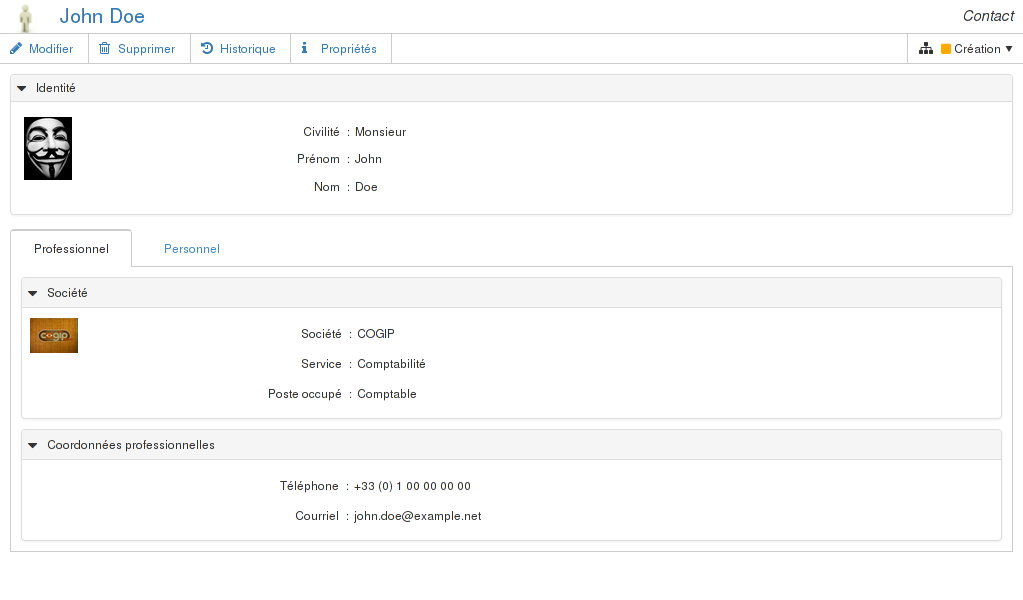 John Doe
Contact
Modifier Supprimer Historique Propriétés Création
Identité
Civilité : Monsieur
Prénom : John
Nom : Doe
Professionnel Personnel
Société
cogip
Société : COGIP
Service : Comptabilité
Poste occupé : Comptable
Coordonnées professionnelles
Téléphone : +33 (0) 1 00 00 00 00
Courriel : john.doe@example.net